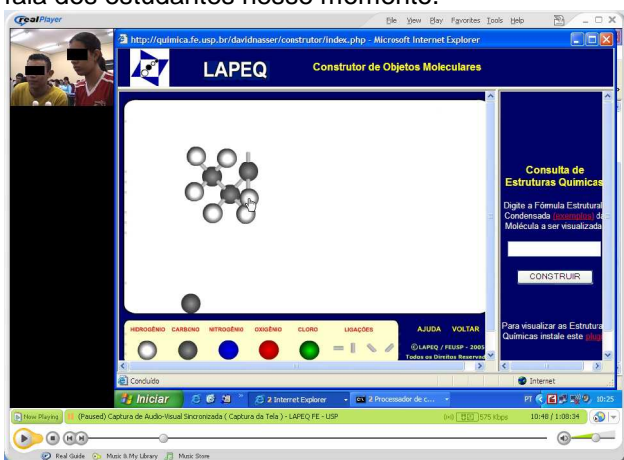 fala dos estudantes nesse momento.
RealPlayer
File View Play Favorites Tools Help
http://quimica.fe.usp.br/davidnasser/construtor/index.php - Microsoft Internet Explorer
LAPEQ
Construtor de Objetos Moleculares
Consulta de
Estruturas Químicas
Digite a Fórmula Estrutural
Condensada (exemplos) da
Molécula a ser visualizada
CONSTRUIR
Para visualizar as Estrutura
Químicas instale este plug
HIDROGÊNIO CARBONO NITROGÊNIO OXIGÊNIO CLORO LIGAÇÕES AJUDA VOLTAR
©LAPEQ / FEUSP - 2005
Todos os Direitos Reservad
Concluído
Internet
Iniciar
2 Internet Explorer
2 Processador de c...
PT
10:25
Now Playing
(Paused) Captura de Audio-Visual Sincronizada ( Captura da Tela ) - LAPEQ FE - USP
575 Kbps
10:48 / 1:08:34
Real Guide
Music & My Library
Music Store